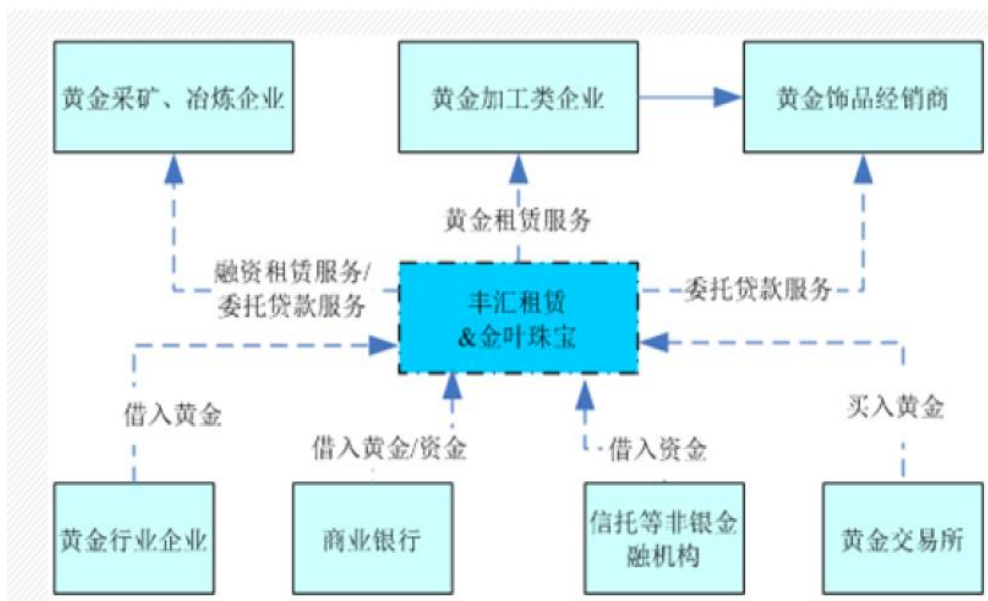 黄金采矿、冶炼企业
黄金加工类企业
黄金饰品经销商
黄金租赁服务
融资租赁服务/
委托贷款服务
委托贷款服务
丰汇租赁
&金叶珠宝
借入黄金
借入黄金/资金
借入资金
买入黄金
黄金行业企业
商业银行
信托等非银金
融机构
黄金交易所